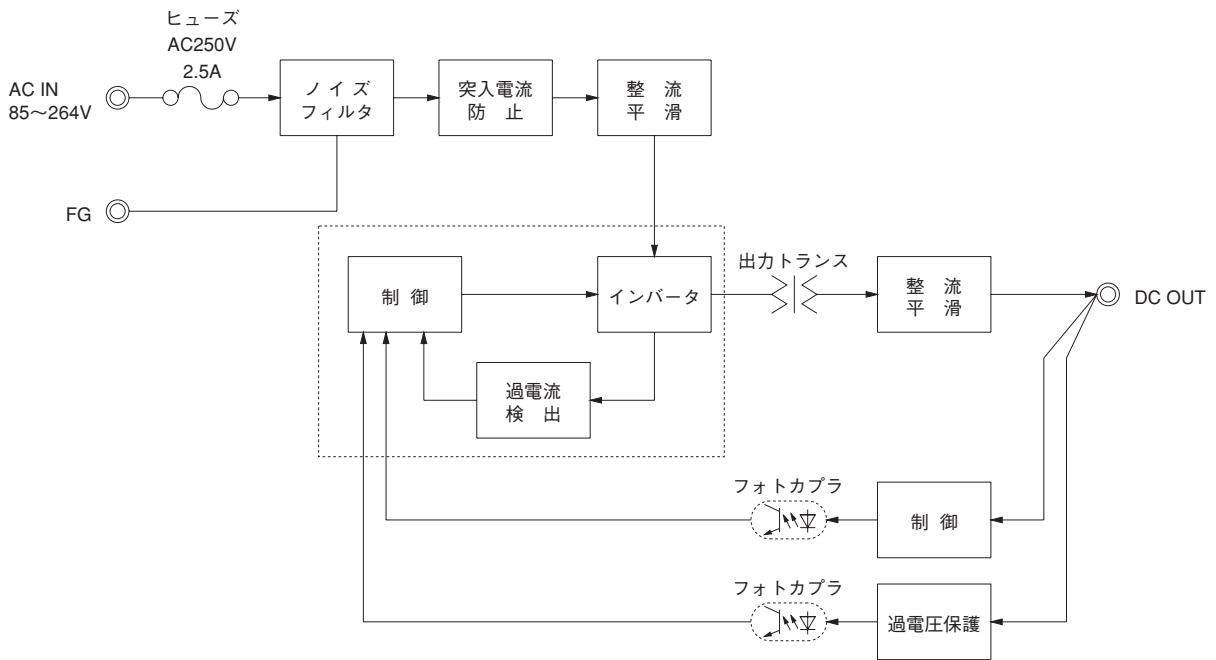 ヒューズ
AC250V
2.5A
AC IN
85～264V
ノイズ
フィルタ
突入電流
防止
整流
平滑
FG
制御
インバータ
出力トランス
整流
平滑
DC OUT
過電流
検出
フォトカプラ
制御
フォトカプラ
過電圧保護